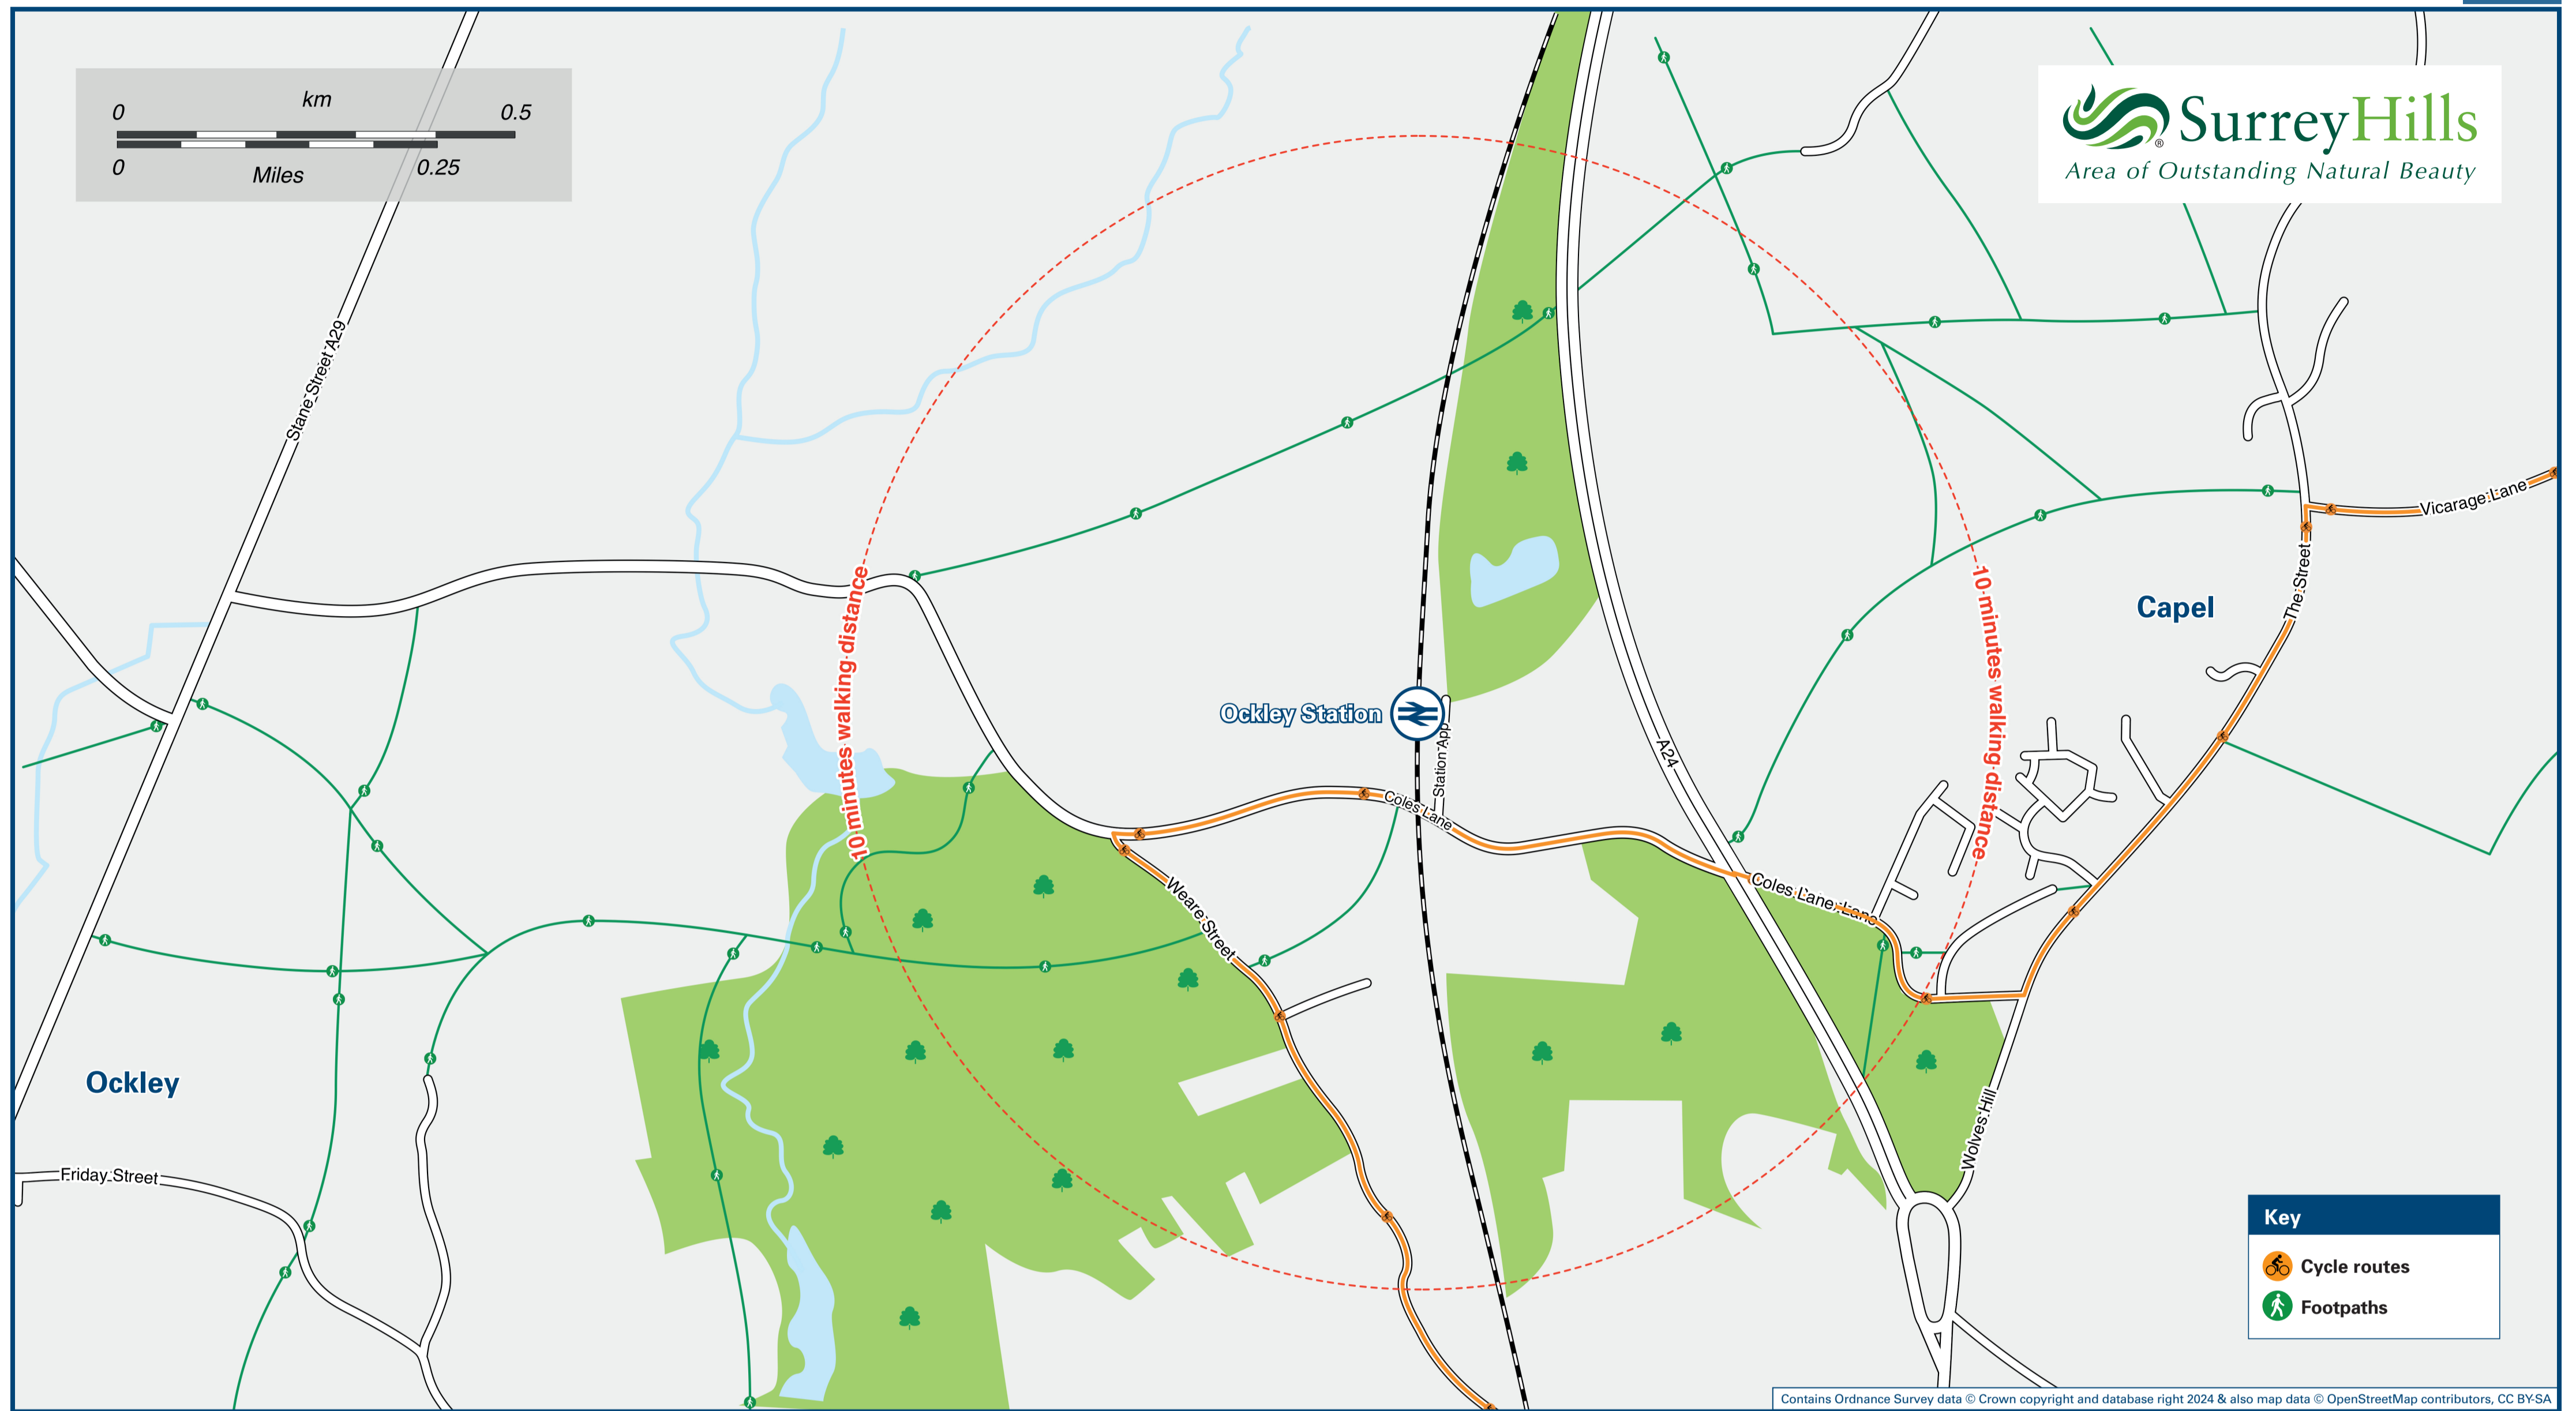 km
0 0.5
0 0.25
Miles
SurreyHills
®
Area of Outstanding Natural Beauty
Stane Street A29
Vicarage Lane
The Street
Capel
10 minutes walking distance
10 minutes walking distance
Ockley Station
Station App
A24
Coles Lane
Coles Lane
Lane
Weare Street
Ockley
Friday Street
Wolves Hill
Key
Cycle routes
Footpaths
Contains Ordnance Survey data © Crown copyright and database right 2024 & also map data © OpenStreetMap contributors, CC BY-SA